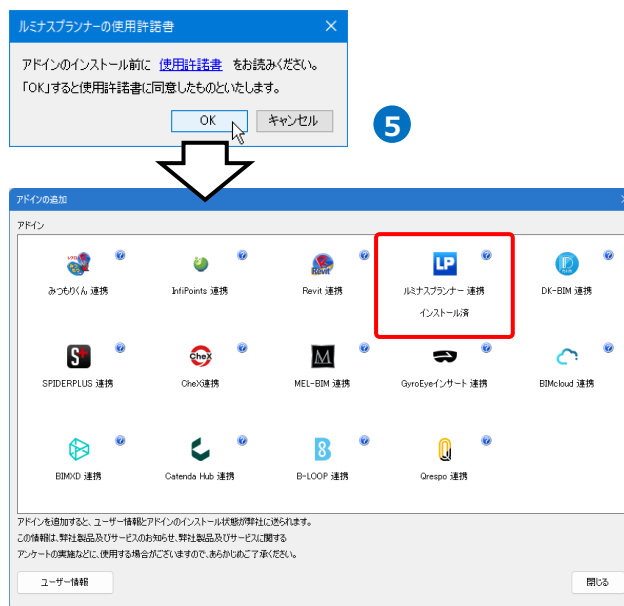 ルミナスプランナーの使用許諾書
アドインのインストール前に 使用許諾書 をお読みください。
「OK」すると使用許諾書に同意したものといたします。
OK キャンセル
5
アドインの追加
アドイン
みつもりくん 連携 InfiPoints 連携 Revit 連携 ルミナスプランナー 連携 DK-BIM 連携
インストール済
SPIDERPLUS 連携 CheX連携 MEL-BIM 連携 GyroEyeインサート 連携 BIMcloud 連携
BIMXD 連携 Catenda Hub 連携 B-LOOP 連携 Qrespo 連携
アドインを追加すると、ユーザー情報とアドインのインストール状態が弊社に送られます。
この情報は、弊社製品及びサービスのお知らせ、弊社製品及びサービスに関する
アンケートの実施などに、使用する場合がございますので、あらかじめご了承ください。
ユーザー情報 閉じる